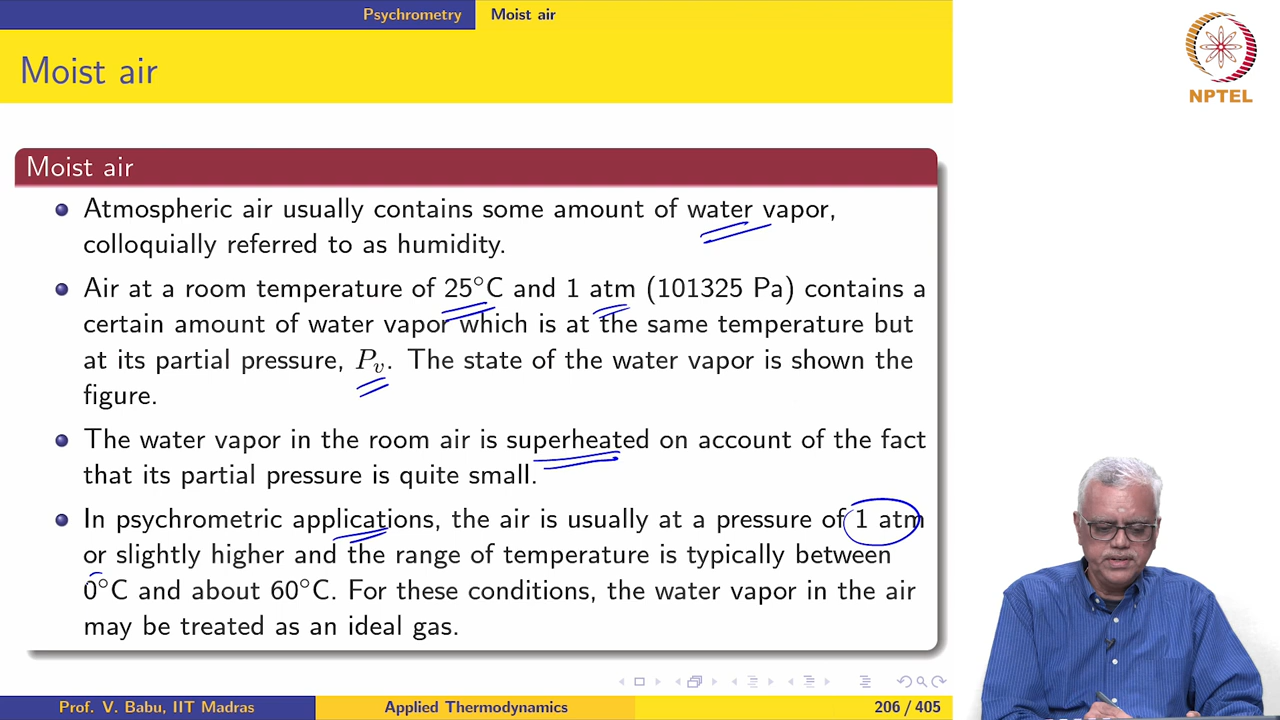 Psychrometry Moist air
Moist air
NPTEL
Moist air
Atmospheric air usually contains some amount of water vapor,
colloquially referred to as humidity.
Air at a room temperature of 25°C and 1 atm (101325 Pa) contains a
certain amount of water vapor which is at the same temperature but
at its partial pressure, Pᵥ. The state of the water vapor is shown the
figure.
The water vapor in the room air is superheated on account of the fact
that its partial pressure is quite small.
In psychrometric applications, the air is usually at a pressure of 1 atm
or slightly higher and the range of temperature is typically between
0°C and about 60°C. For these conditions, the water vapor in the air
may be treated as an ideal gas.
Prof. V. Babu, IIT Madras Applied Thermodynamics 206 / 405